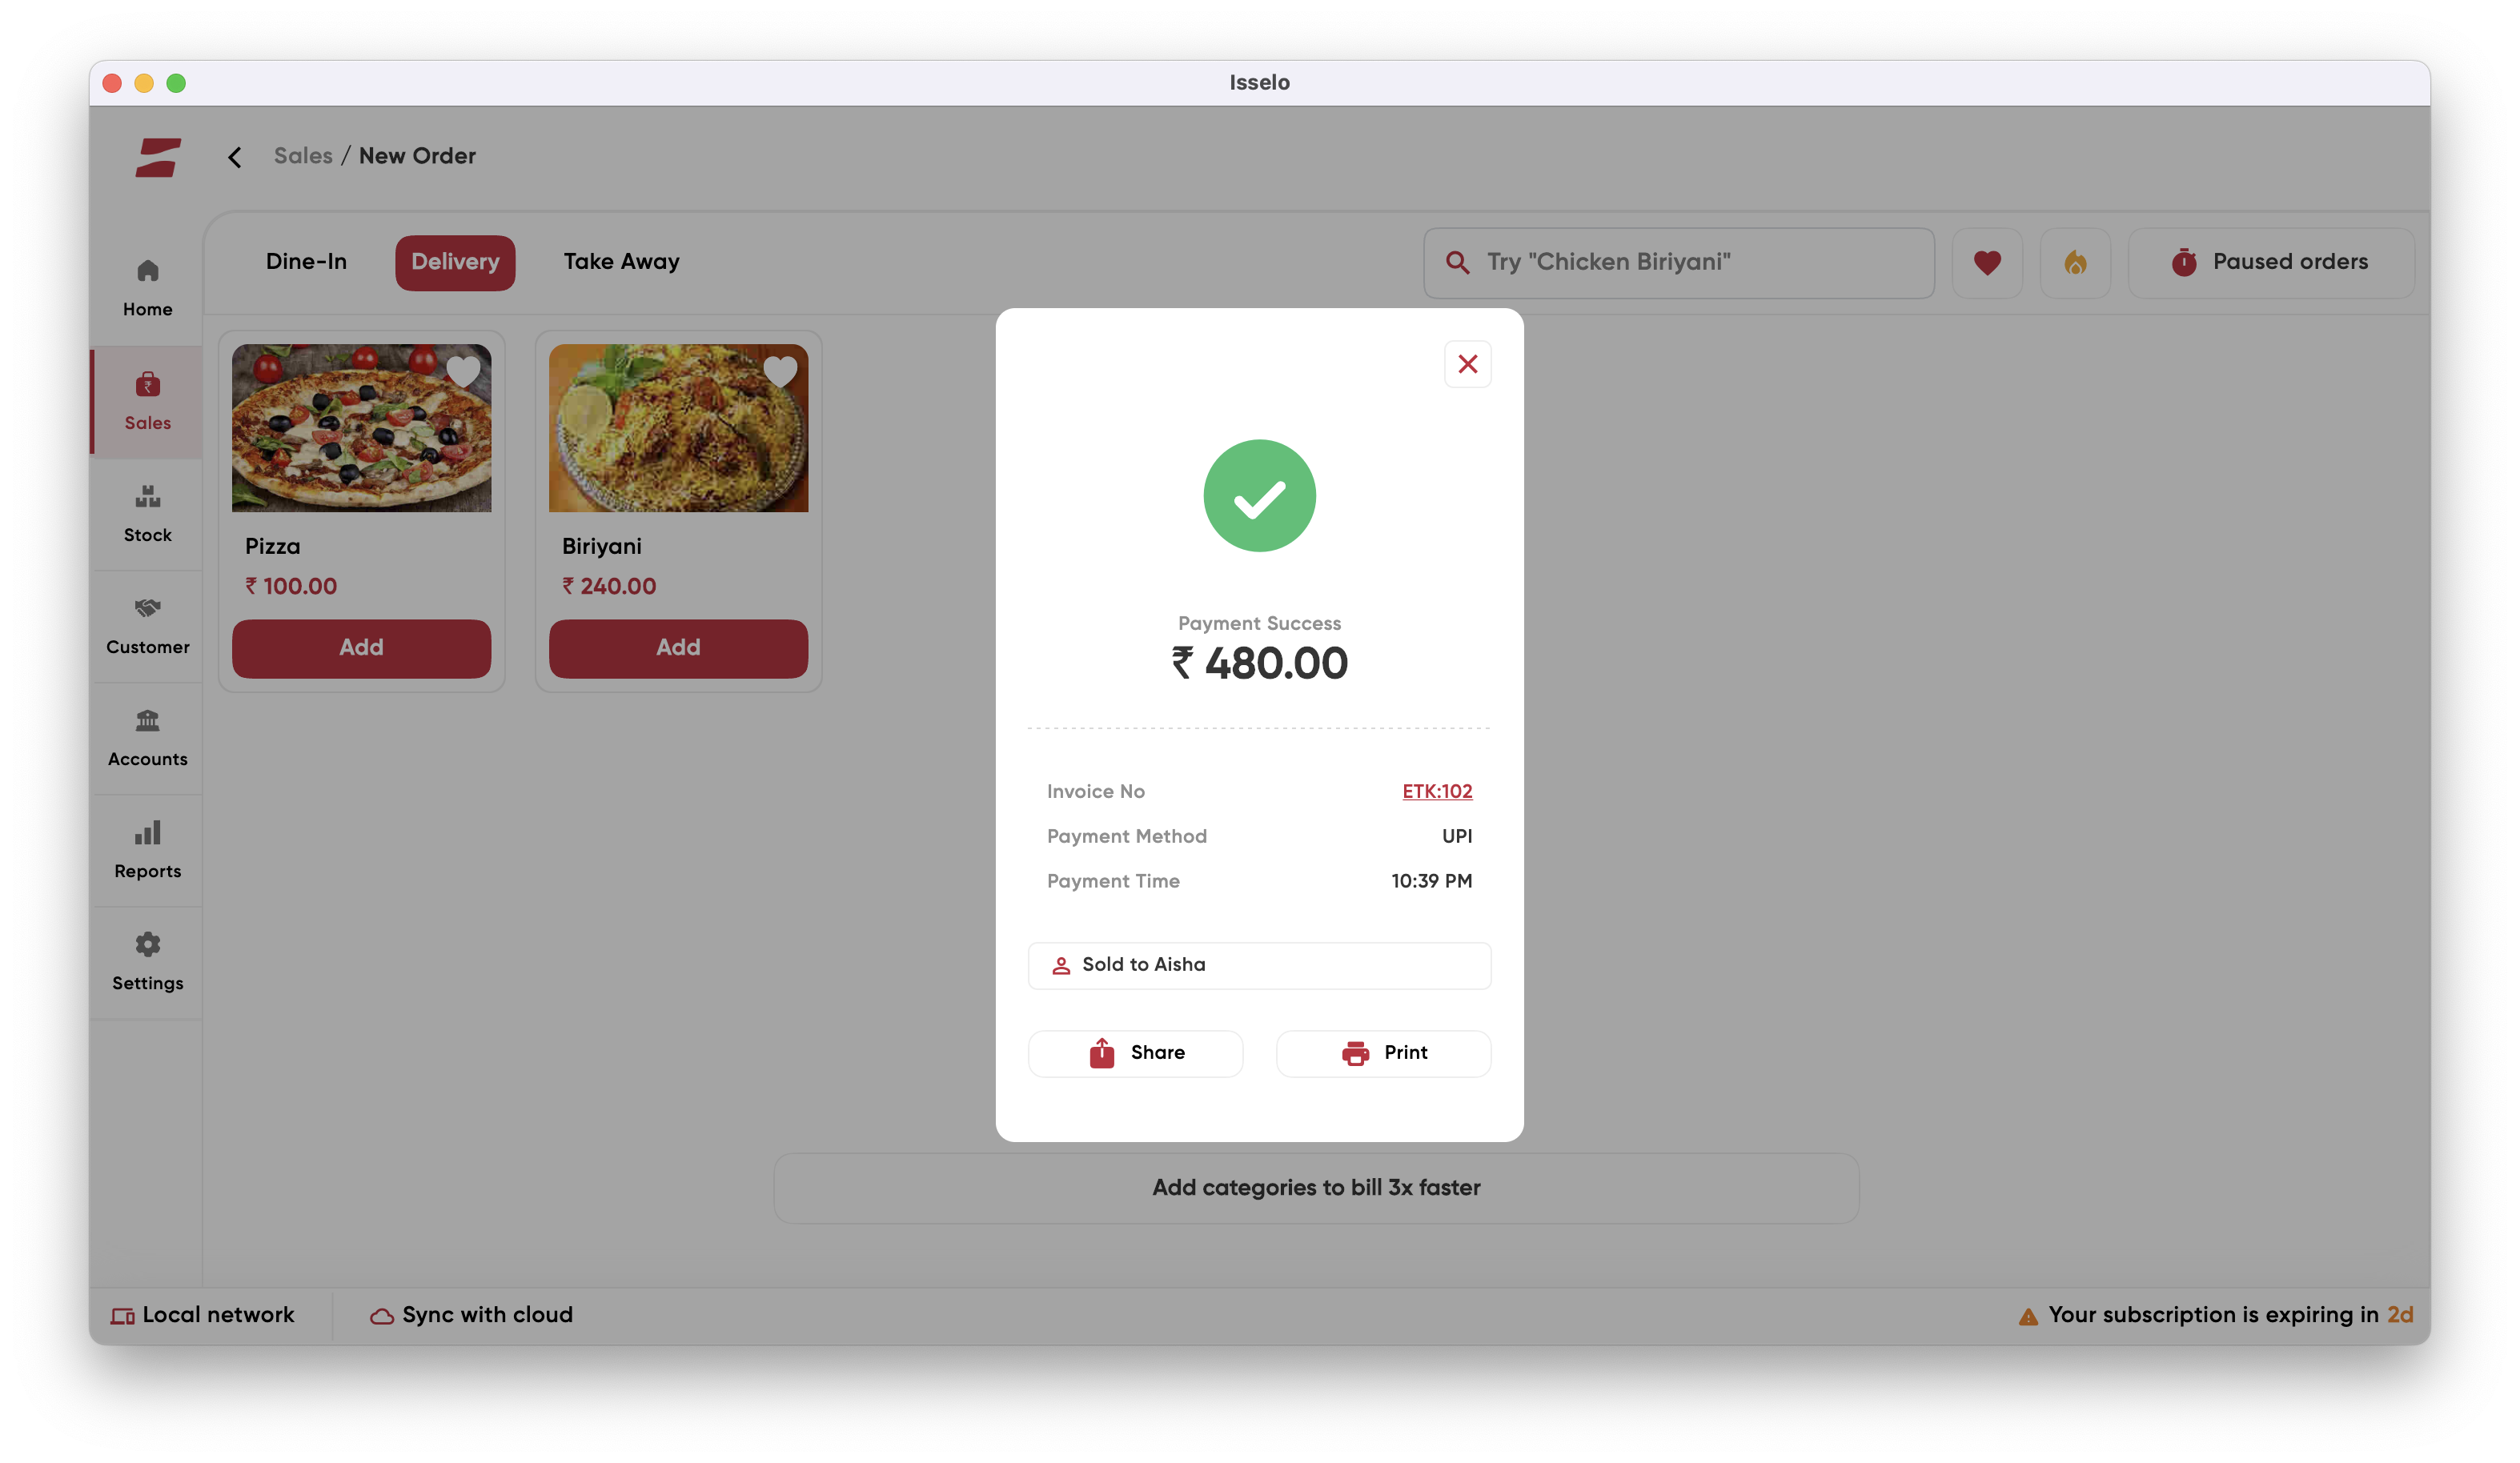 Isselo
Sales / New Order
Dine-In
Delivery
Take Away
Try "Chicken Biriyani"
Paused orders
Home
Sales
Stock
Customer
Accounts
Reports
Settings
Pizza
₹ 100.00
Add
Biriyani
₹ 240.00
Add
Payment Success
₹ 480.00
Invoice No ETK:102
Payment Method UPI
Payment Time 10:39 PM
Sold to Aisha
Share
Print
Add categories to bill 3x faster
Local network
Sync with cloud
Your subscription is expiring in 2d